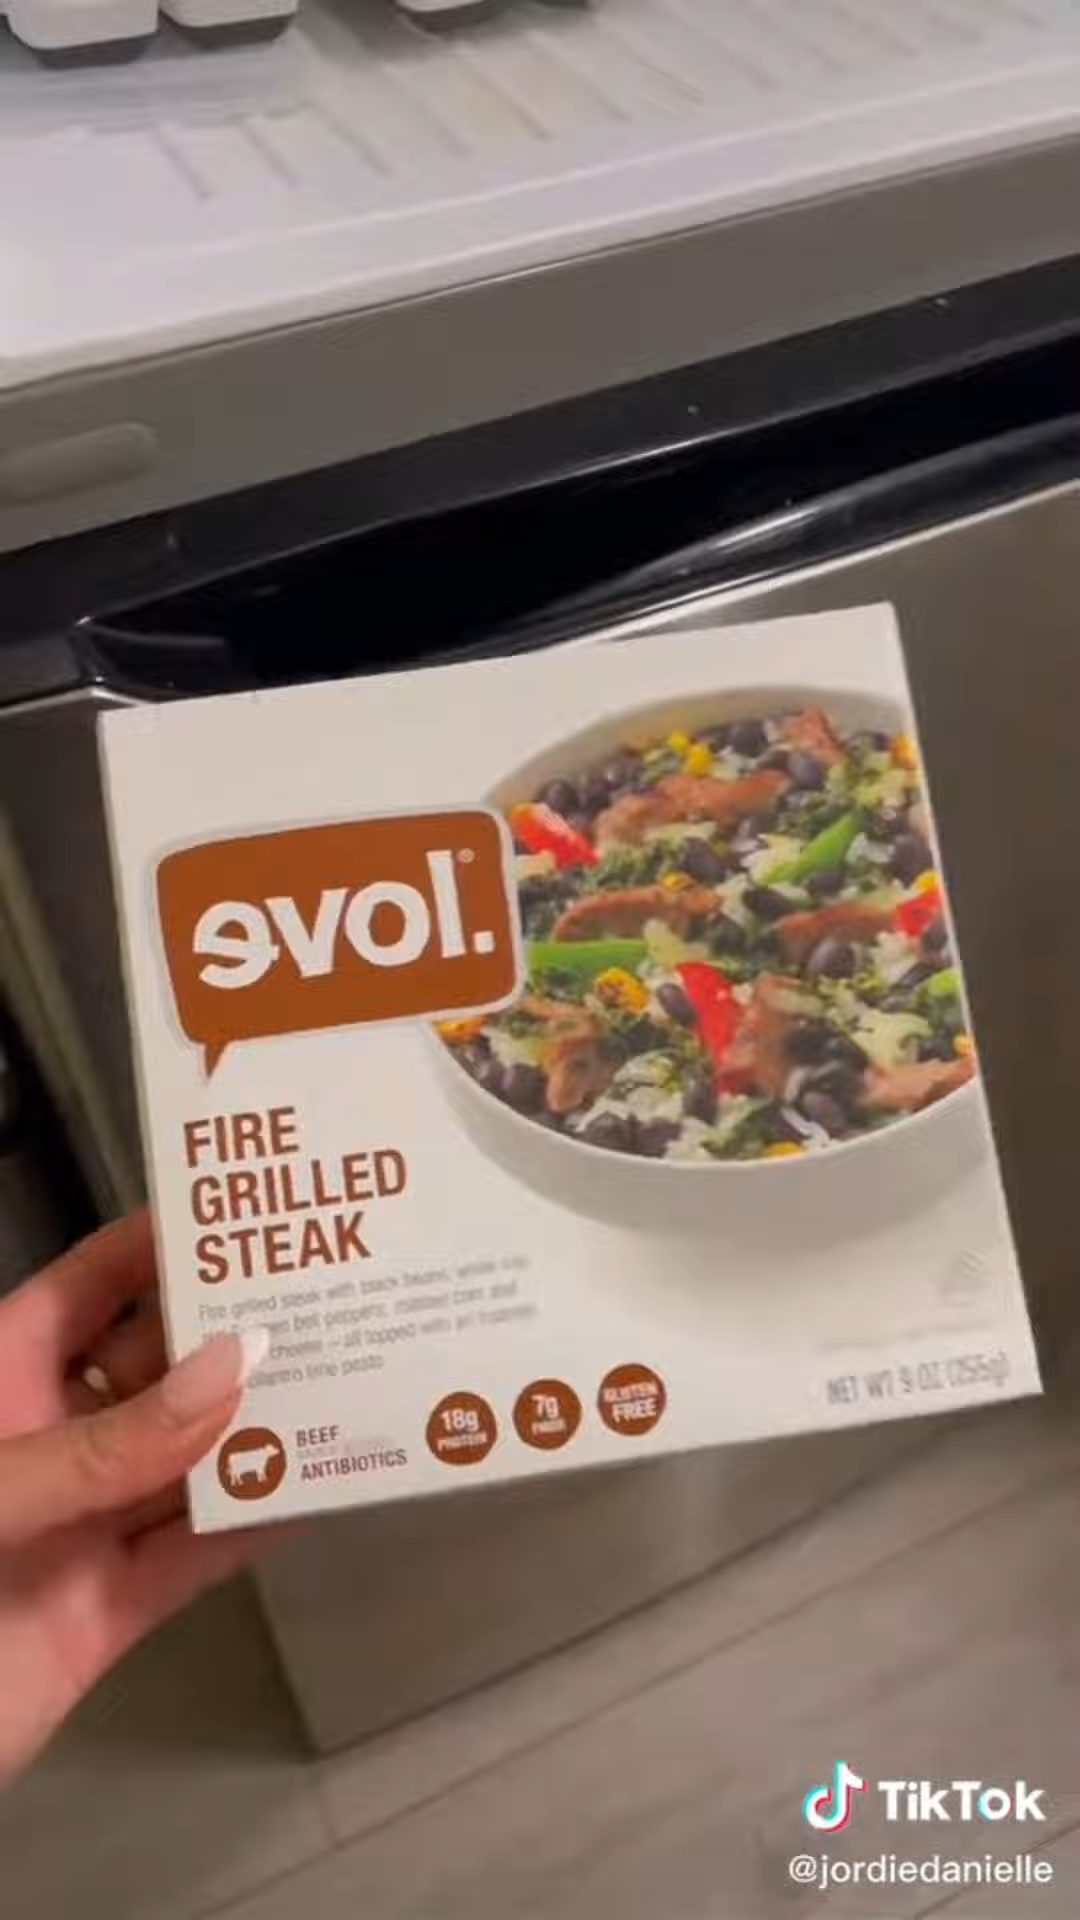 evol.®
FIRE
GRILLED
STEAK
Fire grilled steak with black beans, white
bell peppers, roasted corn and
cheese – all topped with
cilantro lime pesto
BEEF
ANTIBIOTICS
18g
PROTEIN
7g
FIBER
GLUTEN
FREE
NET WT 9 OZ (255g)
TikTok
@jordiedanielle